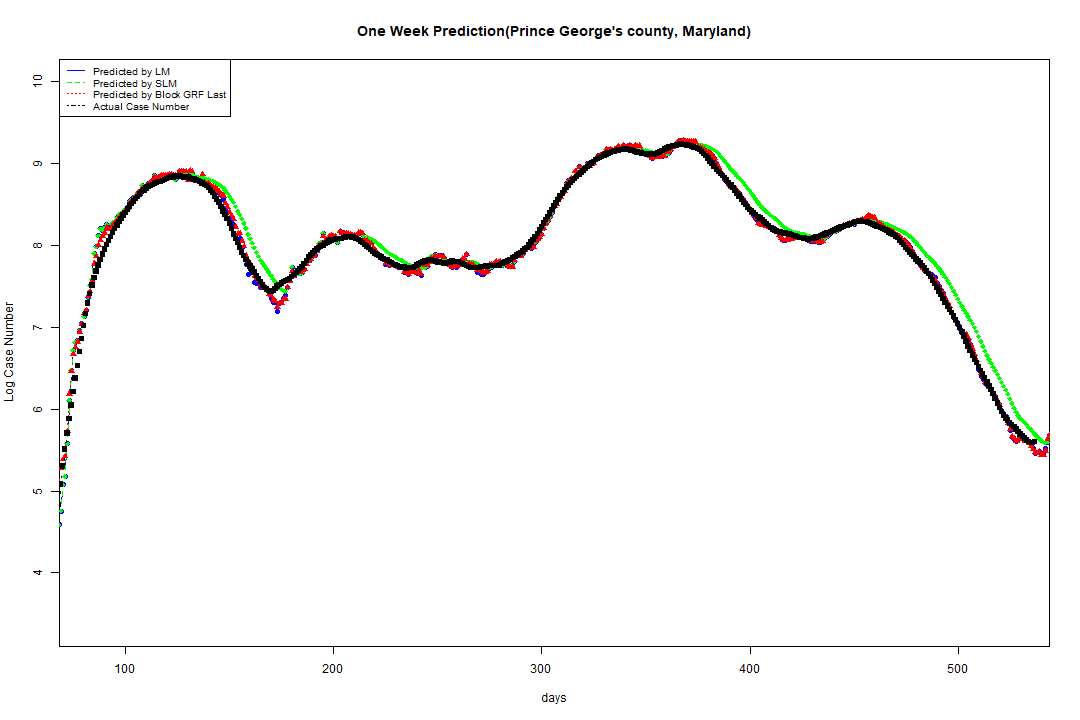 One Week Prediction(Prince George's county, Maryland)
Predicted by LM
Predicted by SLM
Predicted by Block GRF Last
Actual Case Number
10
9
8
7
6
5
4
Log Case Number
100 200 300 400 500
days